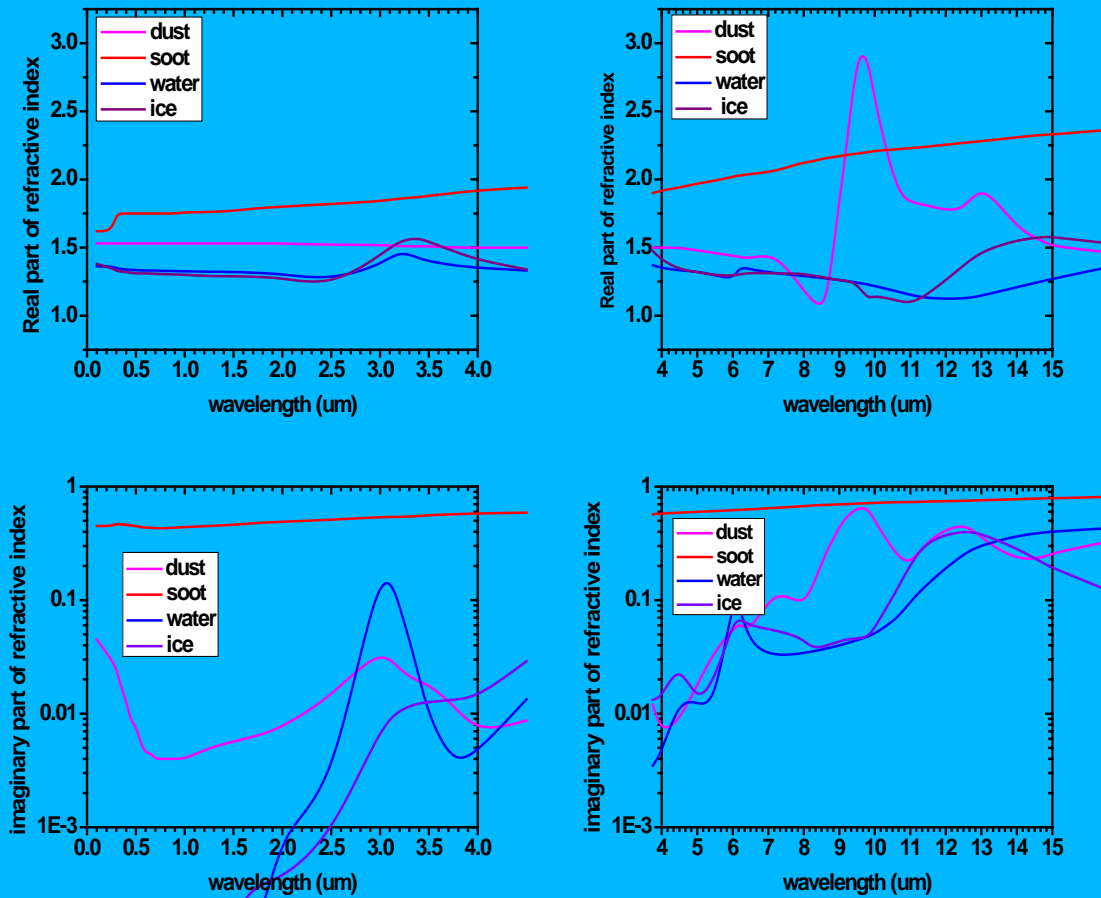 Real part of refractive index
3.0
2.5
2.0
1.5
1.0
dust
soot
water
ice
0.0 0.5 1.0 1.5 2.0 2.5 3.0 3.5 4.0
wavelength (um)
Real part of refractive index
3.0
2.5
2.0
1.5
1.0
dust
soot
water
ice
4 5 6 7 8 9 10 11 12 13 14 15
wavelength (um)
imaginary part of refractive index
1
0.1
0.01
1E-3
dust
soot
water
ice
0.0 0.5 1.0 1.5 2.0 2.5 3.0 3.5 4.0
wavelength (um)
imaginary part of refractive index
1
0.1
0.01
1E-3
dust
soot
water
ice
4 5 6 7 8 9 10 11 12 13 14 15
wavelength (um)